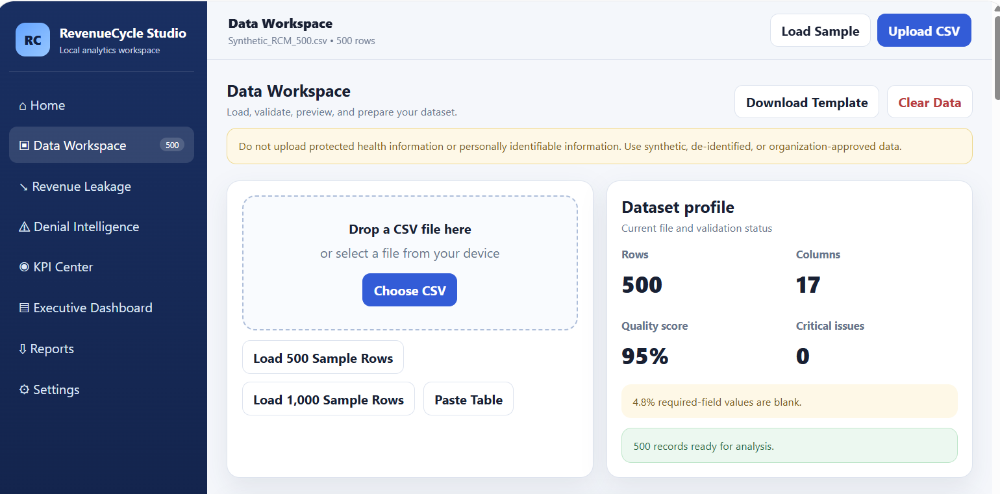 RC
RevenueCycle Studio
Local analytics workspace
Home
Data Workspace
500
Revenue Leakage
Denial Intelligence
KPI Center
Executive Dashboard
Reports
Settings
Data Workspace
Synthetic_RCM_500.csv • 500 rows
Load Sample
Upload CSV
Data Workspace
Load, validate, preview, and prepare your dataset.
Download Template
Clear Data
Do not upload protected health information or personally identifiable information. Use synthetic, de-identified, or organization-approved data.
Drop a CSV file here
or select a file from your device
Choose CSV
Load 500 Sample Rows
Load 1,000 Sample Rows
Paste Table
Dataset profile
Current file and validation status
Rows
Columns
500
17
Quality score
Critical issues
95%
0
4.8% required-field values are blank.
500 records ready for analysis.